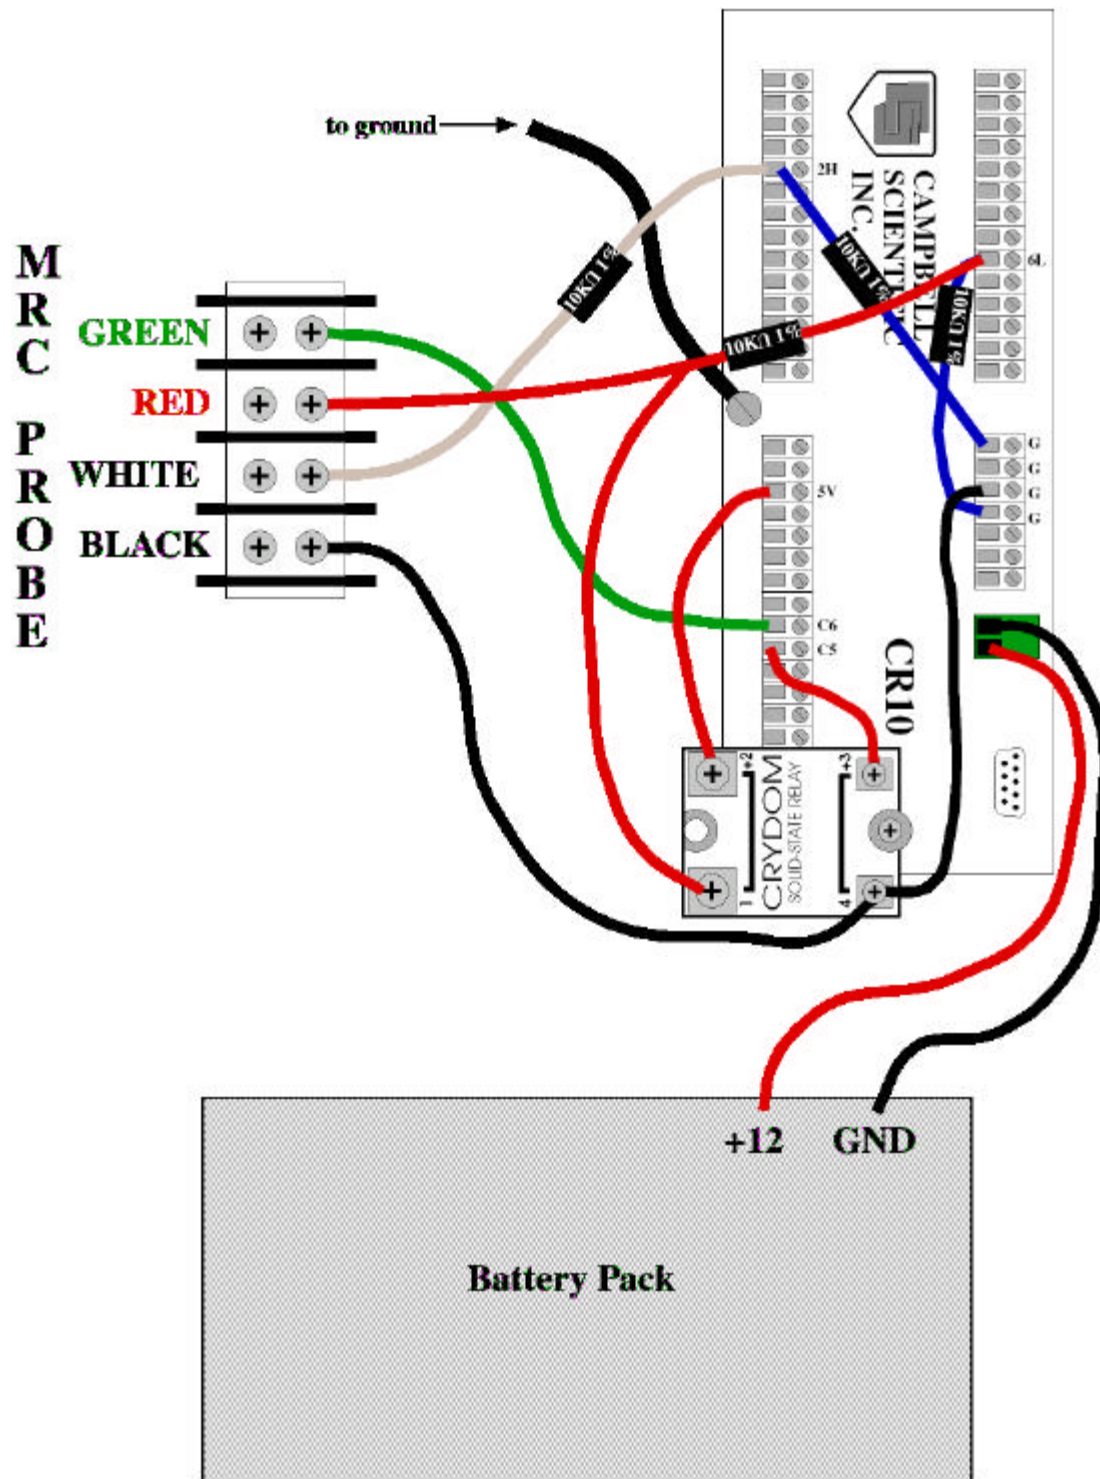 to ground
2H
CAMPBELL
SCIENTIFIC
INC.
10KΩ 1%
10KΩ 1%
6L
10KΩ 1%
10KΩ 1%
MRC PROBE
GREEN
RED
WHITE
BLACK
G
G
G
G
5V
C6
C5
CR10
+2
+3
CRYDOM
SOLID-STATE RELAY
1
4
+12
GND
Battery Pack